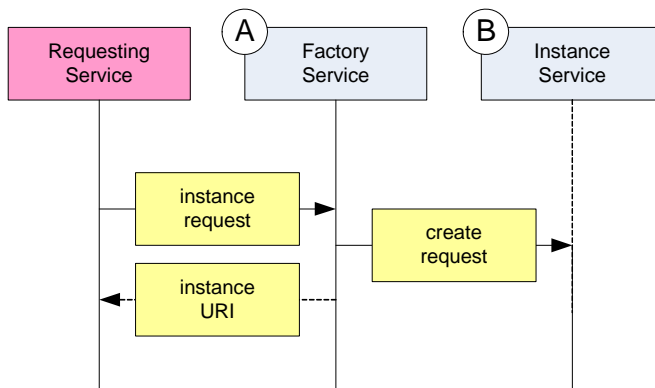 Requesting
Service
A
Factory
Service
B
Instance
Service
instance
request
create
request
instance
URI